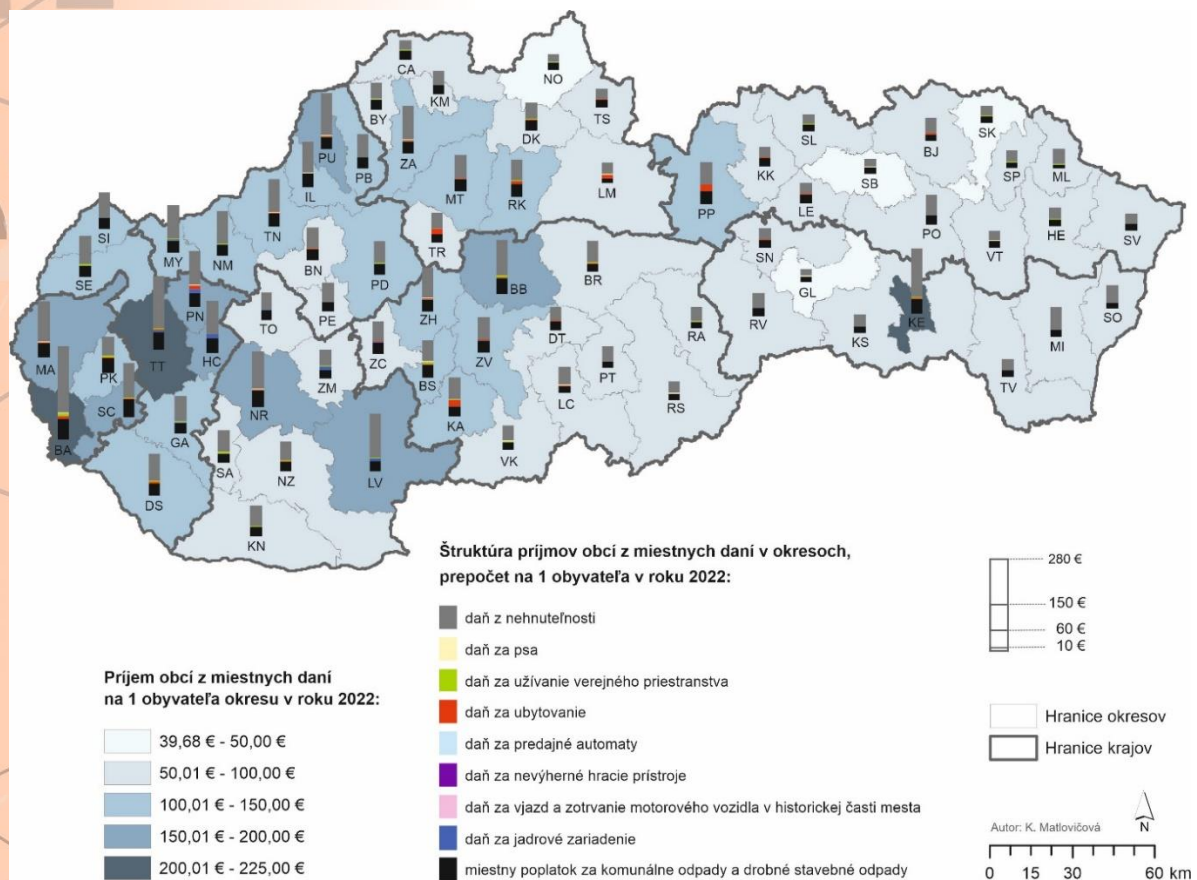 CA
NO
KM
BY
TS
DK
SK
SL
BJ
PU
ZA
SP
ML
PB
KK
SB
IL
MT
RK
LM
LE
PP
SI
TN
TR
PO
HE
SV
MY
NM
BN
SN
VT
SE
PD
BB
BR
GL
PN
PE
ZH
KE
TO
RV
SO
MA
TT
HC
ZC
ZV
DT
RA
KS
MI
PK
ZM
BS
PT
TV
SC
NR
KA
LC
RS
BA
GA
SA
NZ
LV
VK
DS
KN
Štruktúra príjmov obcí z miestnych daní v okresoch,
prepočet na 1 obyvateľa v roku 2022:
daň z nehnuteľnosti
daň za psa
daň za užívanie verejného priestranstva
daň za ubytovanie
daň za predajné automaty
daň za nevýherné hracie prístroje
daň za vjazd a zotrvanie motorového vozidla v historickej časti mesta
daň za jadrové zariadenie
miestny poplatok za komunálne odpady a drobné stavebné odpady
Príjem obcí z miestnych daní
na 1 obyvateľa okresu v roku 2022:
39,68 € - 50,00 €
50,01 € - 100,00 €
100,01 € - 150,00 €
150,01 € - 200,00 €
200,01 € - 225,00 €
280 €
150 €
60 €
10 €
Hranice okresov
Hranice krajov
Autor: K. Matlovičová
N
0 15 30 60 km